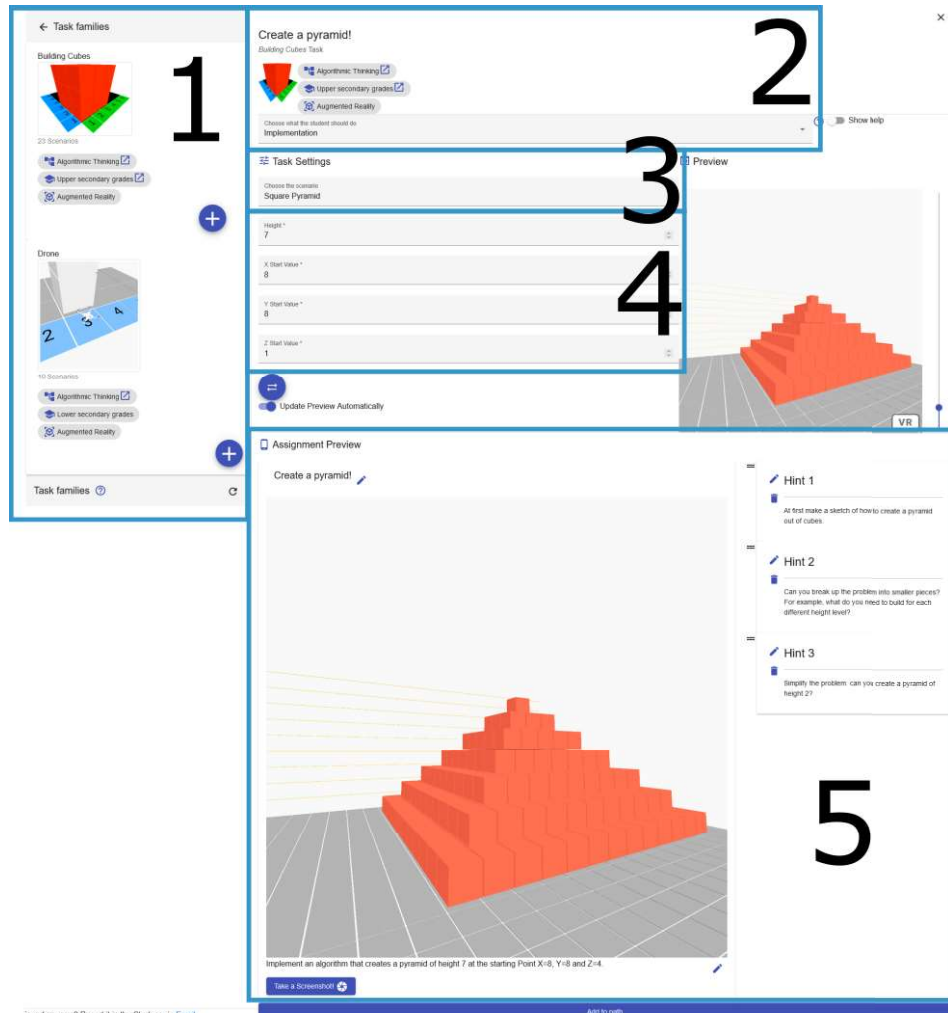 ← Task families
Building Cubes
23 Scenarios
Algorithmic Thinking
Upper secondary grades
Augmented Reality
Drone
2 3 4
10 Scenarios
Algorithmic Thinking
Lower secondary grades
Augmented Reality
Task families
1
Create a pyramid!
Building Cubes Task
Algorithmic Thinking
Upper secondary grades
Augmented Reality
Choose what the student should do
Implementation
2
Show help
Task Settings
Choose the scenario
Square Pyramid
3
Preview
Height *
7
X Start Value *
8
Y Start Value *
8
Z Start Value *
1
4
Update Preview Automatically
VR
Assignment Preview
Create a pyramid!
Hint 1
At first make a sketch of how to create a pyramid
out of cubes.
Hint 2
Can you break up the problem into smaller pieces?
For example, what do you need to build for each
different height level?
Hint 3
Simplify the problem can you create a pyramid of
height 2?
5
Implement an algorithm that creates a pyramid of height 7 at the starting Point X=8, Y=8 and Z=4.
Take a Screenshot!
Add to path